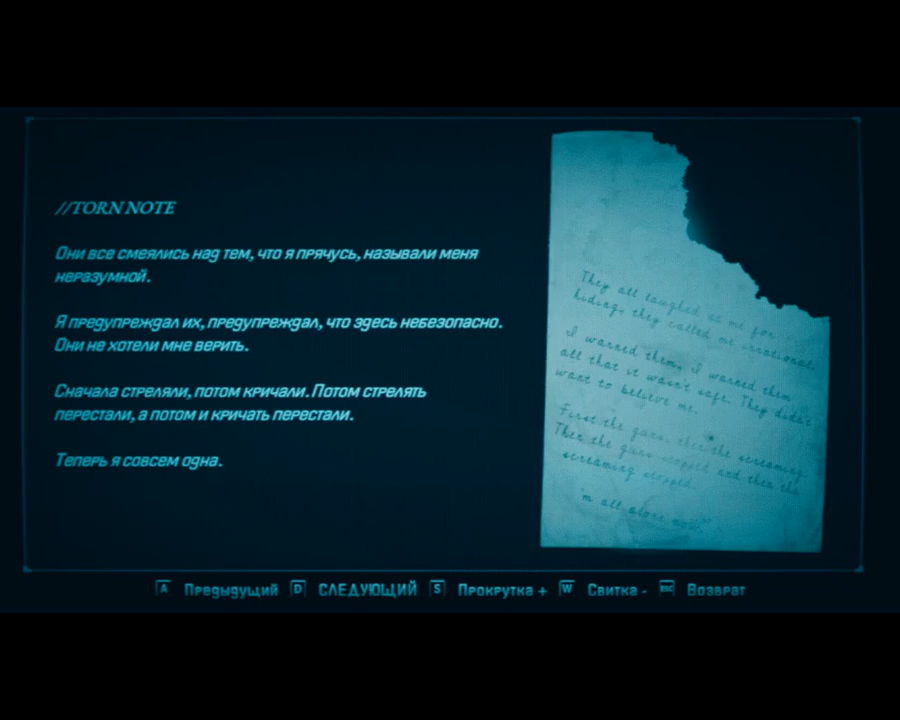 //TORN NOTE
Они все смеялись над тем, что я прячусь, называли меня
неразумной.
Я предупреждал их, предупреждал, что здесь небезопасно.
Они не хотели мне верить.
Сначала стреляли, потом кричали. Потом стрелять
перестали, а потом и кричать перестали.
Теперь я совсем одна.
They all laughed at me for
hiding, they called me irrational.
I warned them, I warned them
all that it wasn't safe. They didn't
want to believe me.
First the guns, then the screaming.
Then the guns stopped and then the
screaming stopped.
'm all alone now.
A Предыдущий D СЛЕДУЮЩИЙ S Прокрутка + W Свитка - ESC Возврат